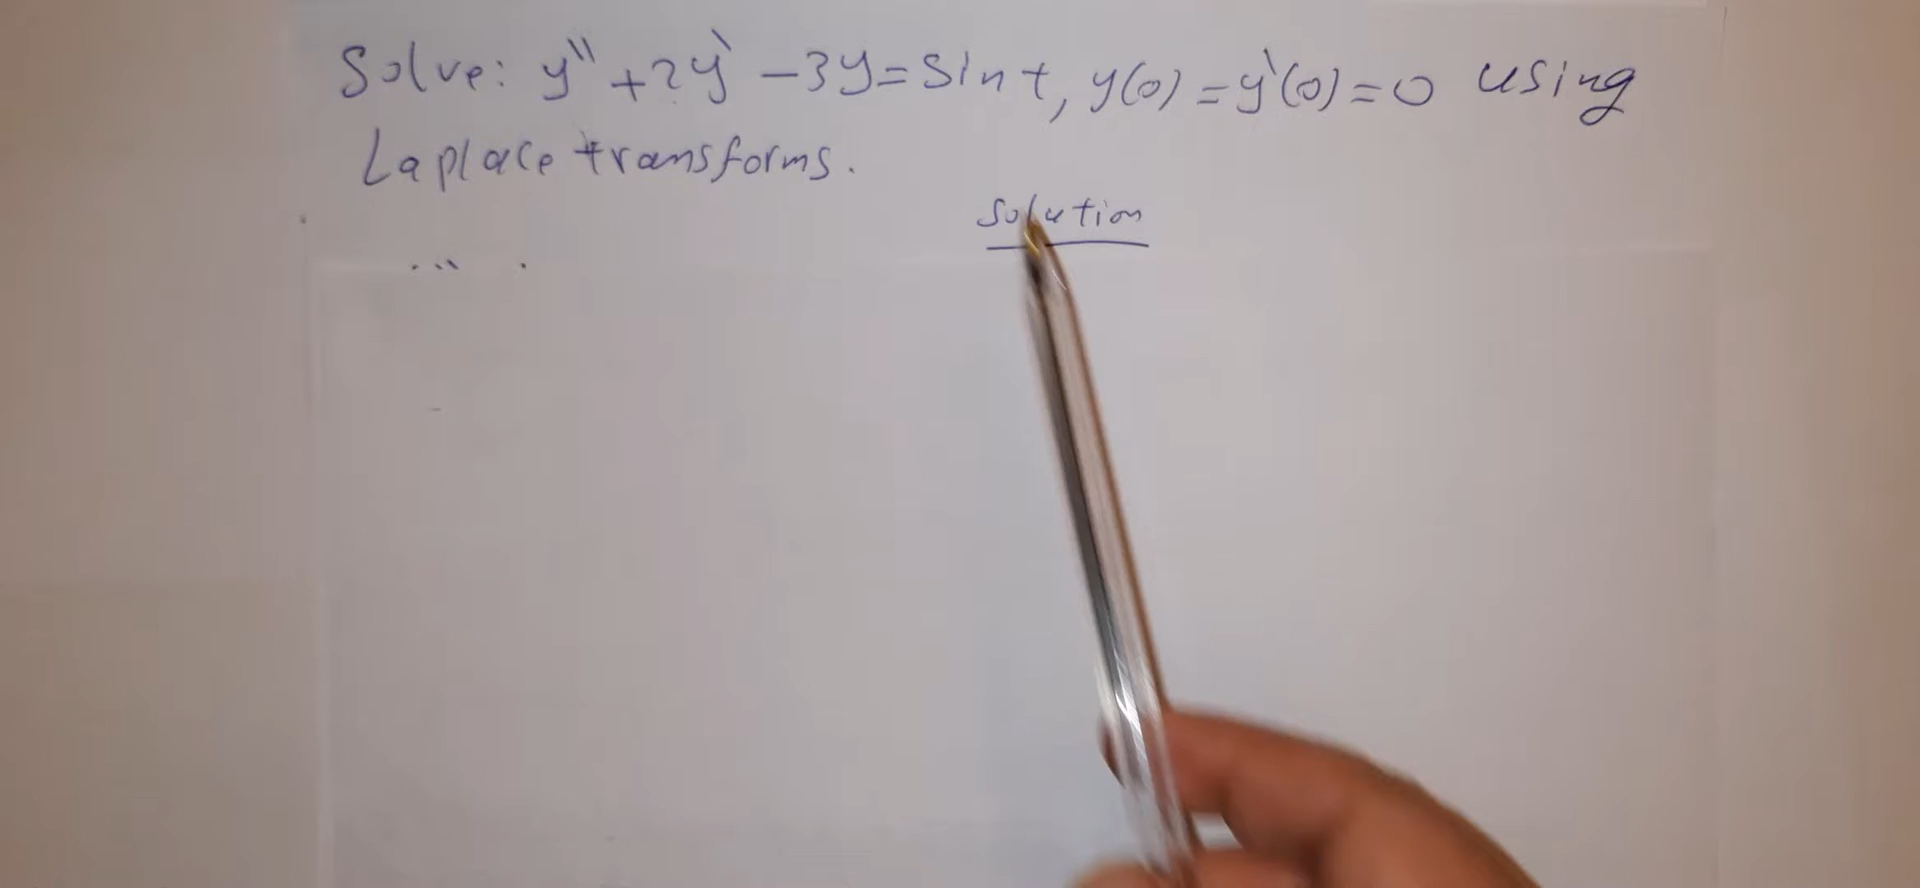 Solve: y'' + 2y' - 3y = sin t, y(0) = y'(0) = 0 using
Laplace transforms.
Solution